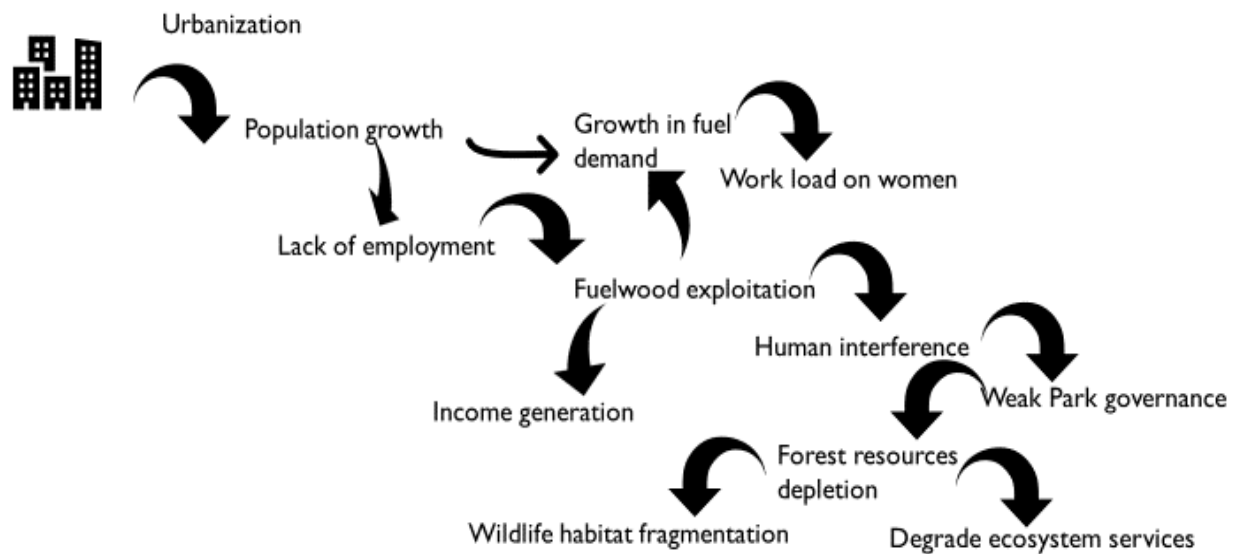 Urbanization
Population growth
Growth in fuel
demand
Work load on women
Lack of employment
Fuelwood exploitation
Human interference
Income generation
Weak Park governance
Forest resources
depletion
Wildlife habitat fragmentation
Degrade ecosystem services